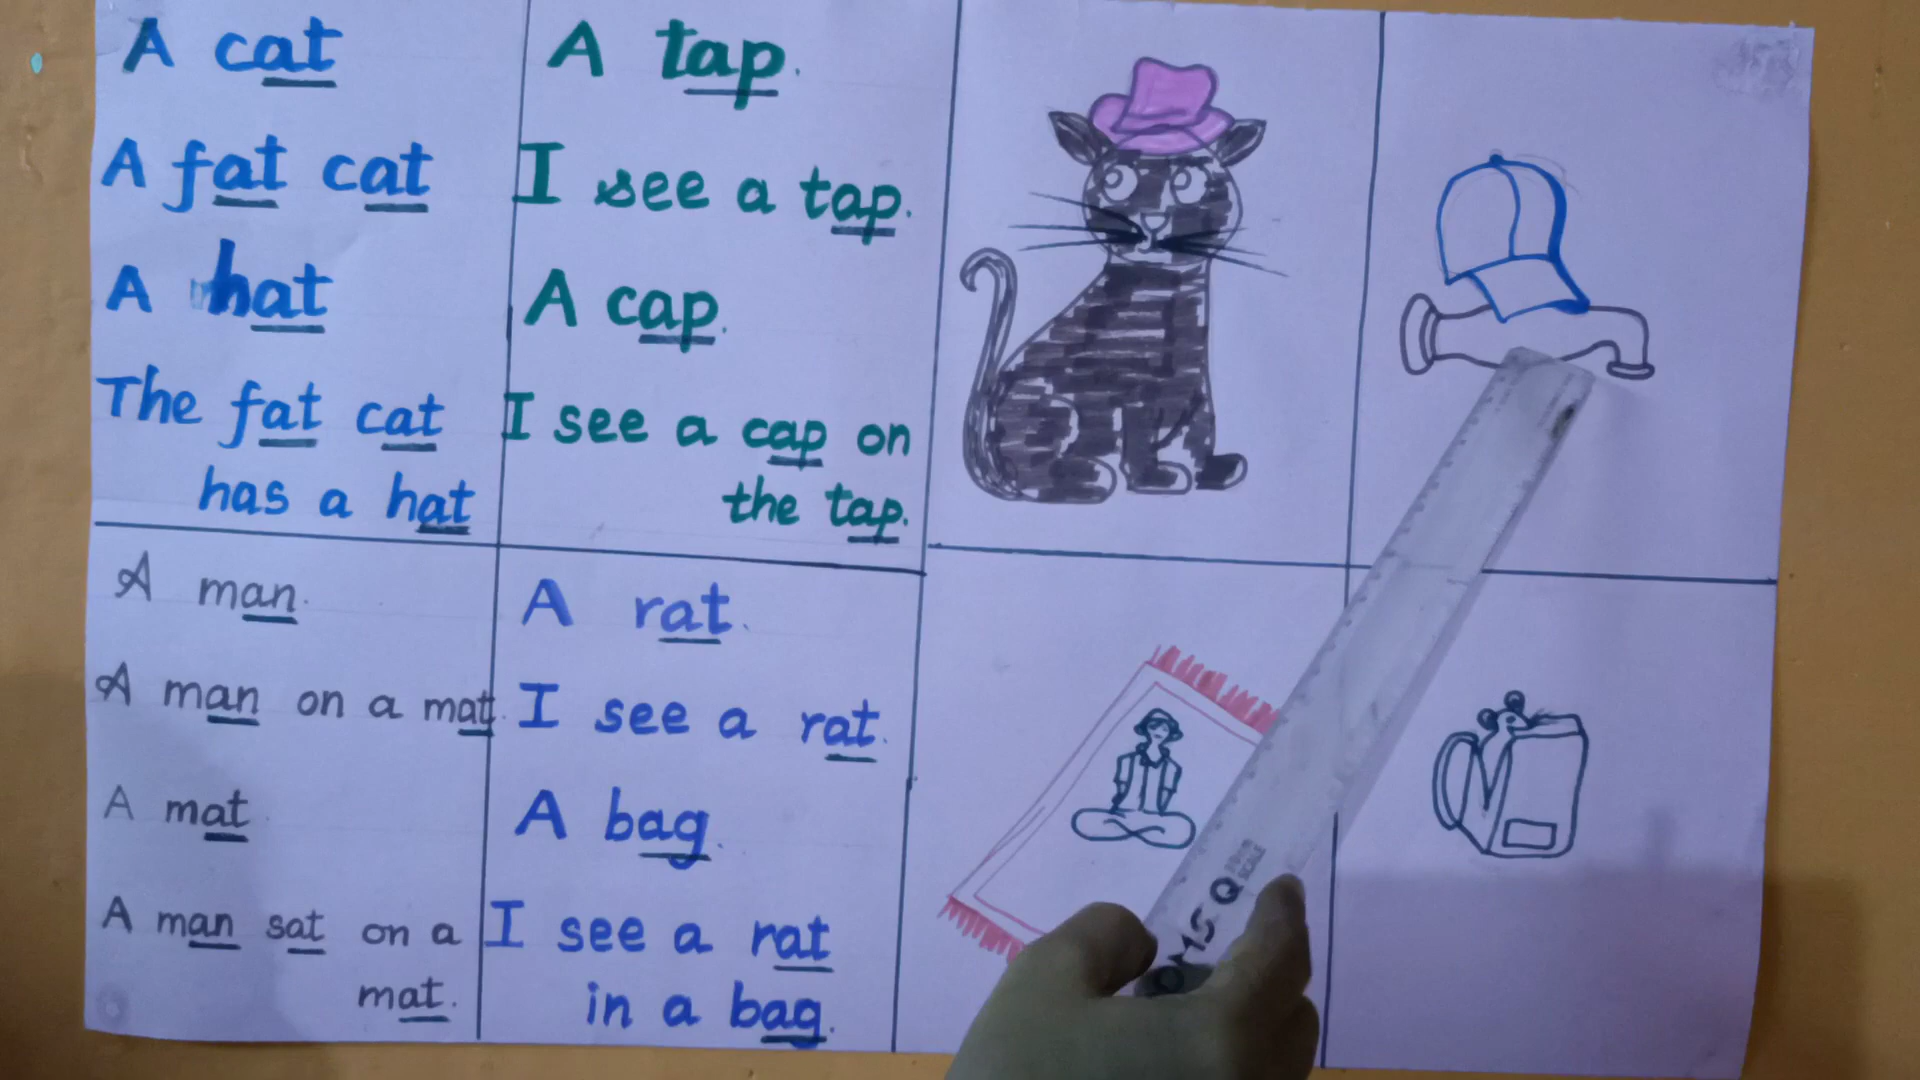 A cat
A fat cat
A hat
The fat cat
has a hat
A tap.
I see a tap.
A cap.
I see a cap on
the tap.
A man.
A man on a mat.
A mat
A man sat on a
mat.
A rat.
I see a rat.
A bag.
I see a rat
in a bag.